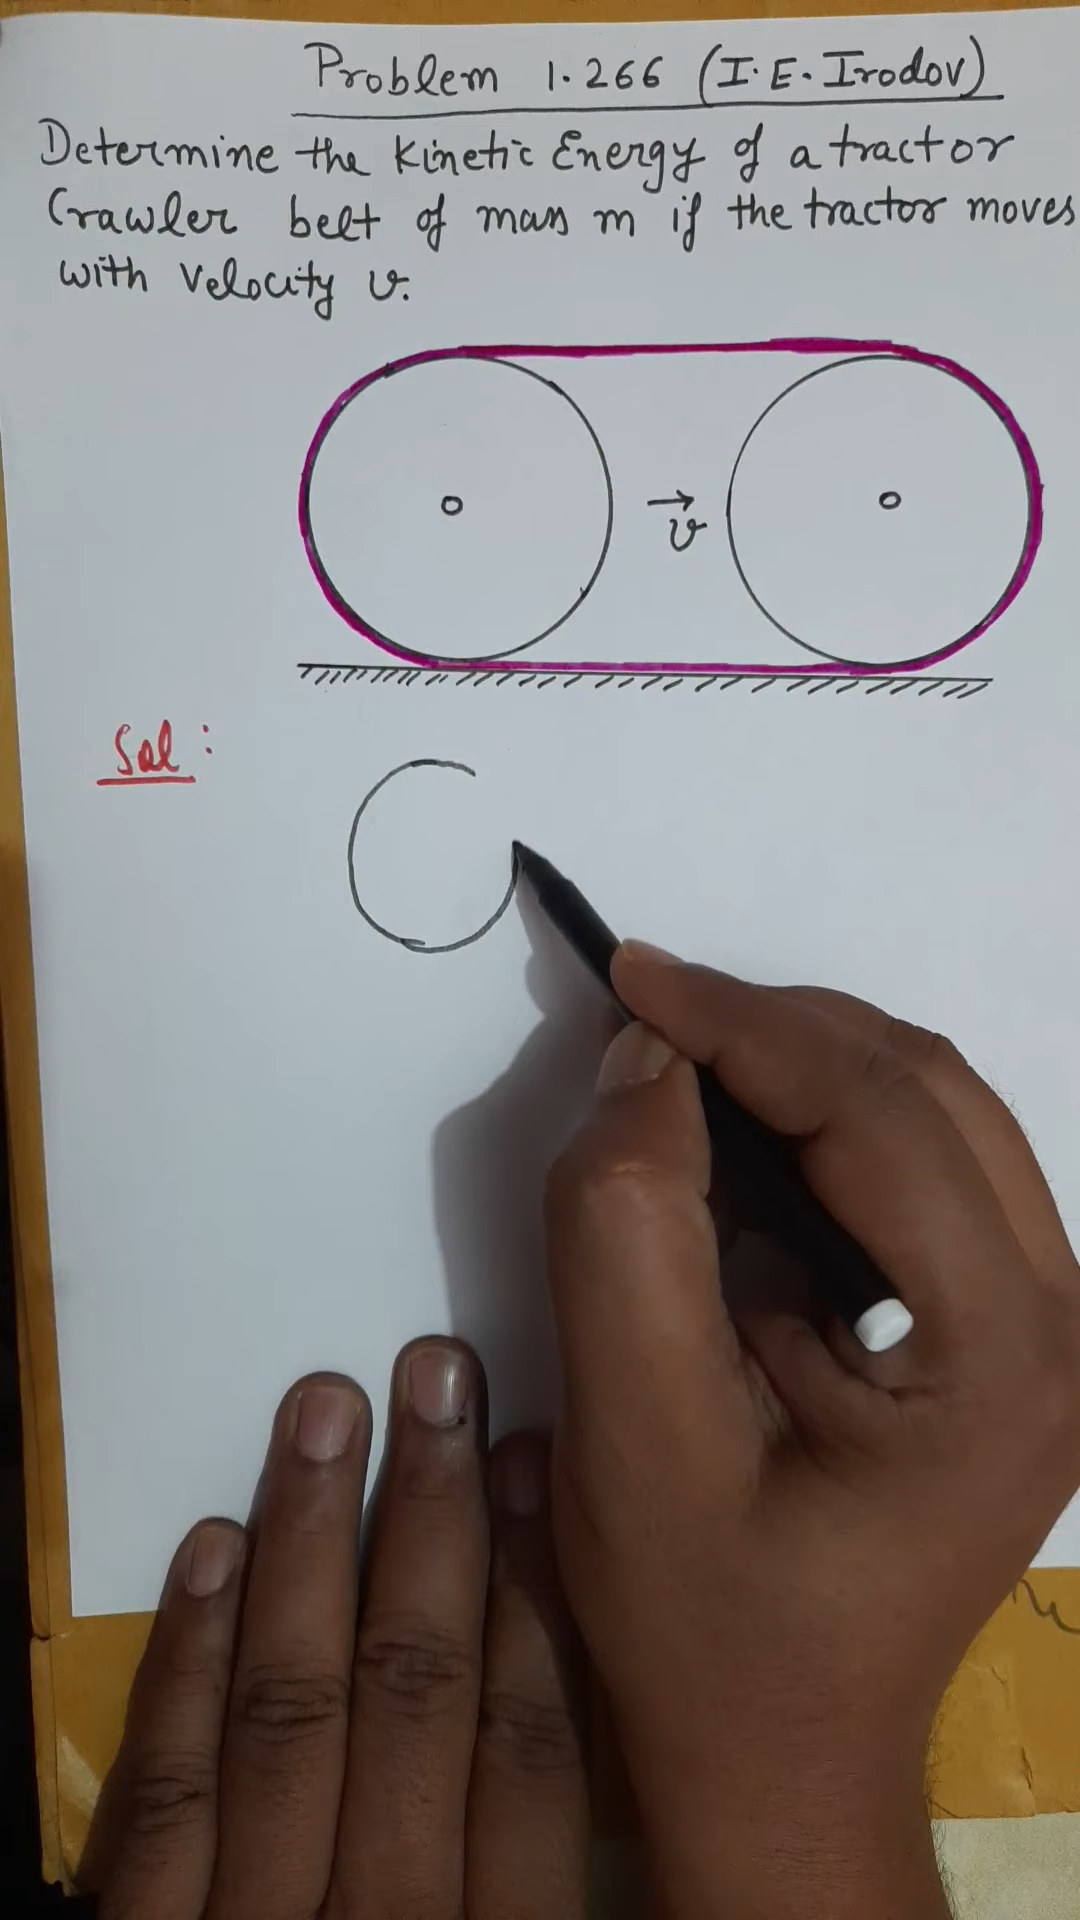 Problem 1.266 (I.E. Irodov)
Determine the Kinetic Energy of a tractor
Crawler belt of mass m if the tractor moves
with Velocity v.
v
Sol: